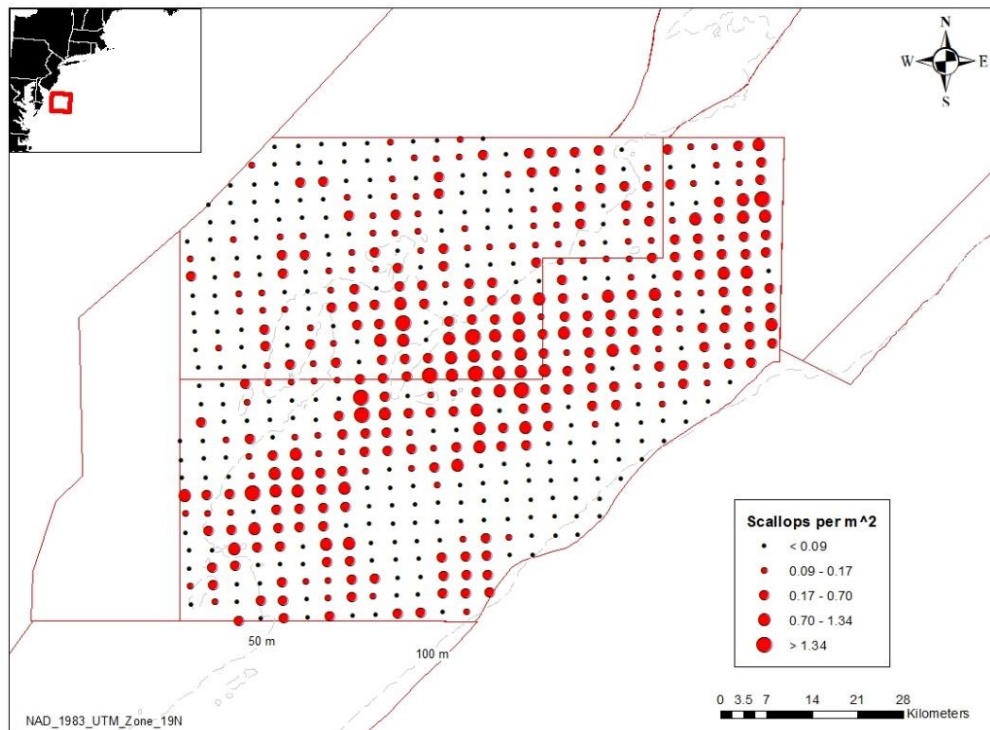 N
W E
S
Scallops per m^2
< 0.09
0.09 - 0.17
0.17 - 0.70
0.70 - 1.34
> 1.34
50 m
100 m
0 3.5 7 14 21 28
Kilometers
NAD_1983_UTM_Zone_19N